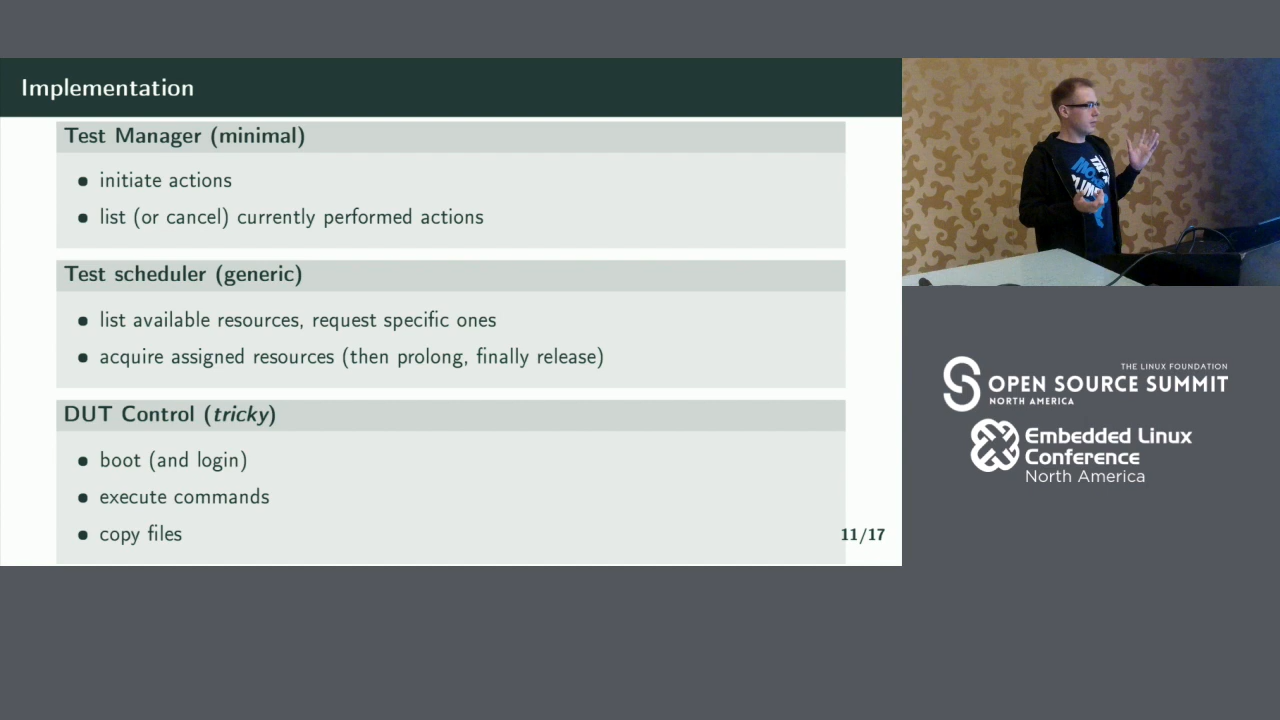 Implementation
Test Manager (minimal)
initiate actions
list (or cancel) currently performed actions
Test scheduler (generic)
list available resources, request specific ones
acquire assigned resources (then prolong, finally release)
DUT Control (tricky)
boot (and login)
execute commands
copy files
11/17
THE LINUX FOUNDATION
OPEN SOURCE SUMMIT
NORTH AMERICA
Embedded Linux
Conference
North America